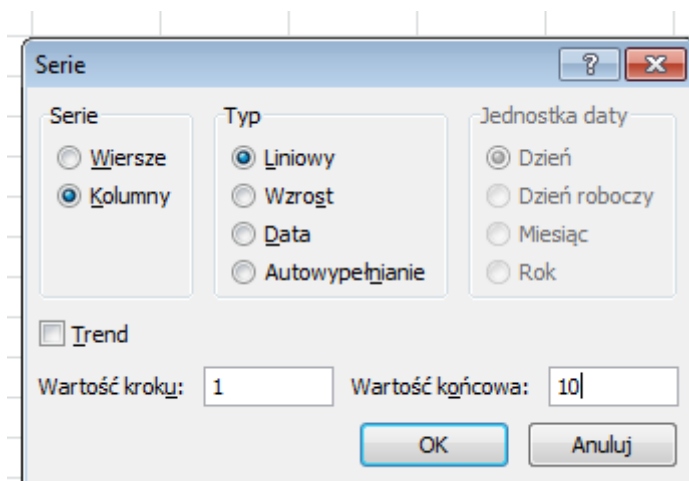 Serie
Serie
Wiersze
Kolumny
Typ
Liniowy
Wzrost
Data
Autowypełnianie
Jednostka daty
Dzień
Dzień roboczy
Miesiąc
Rok
Trend
Wartość kroku: 1 Wartość końcowa: 10
OK Anuluj